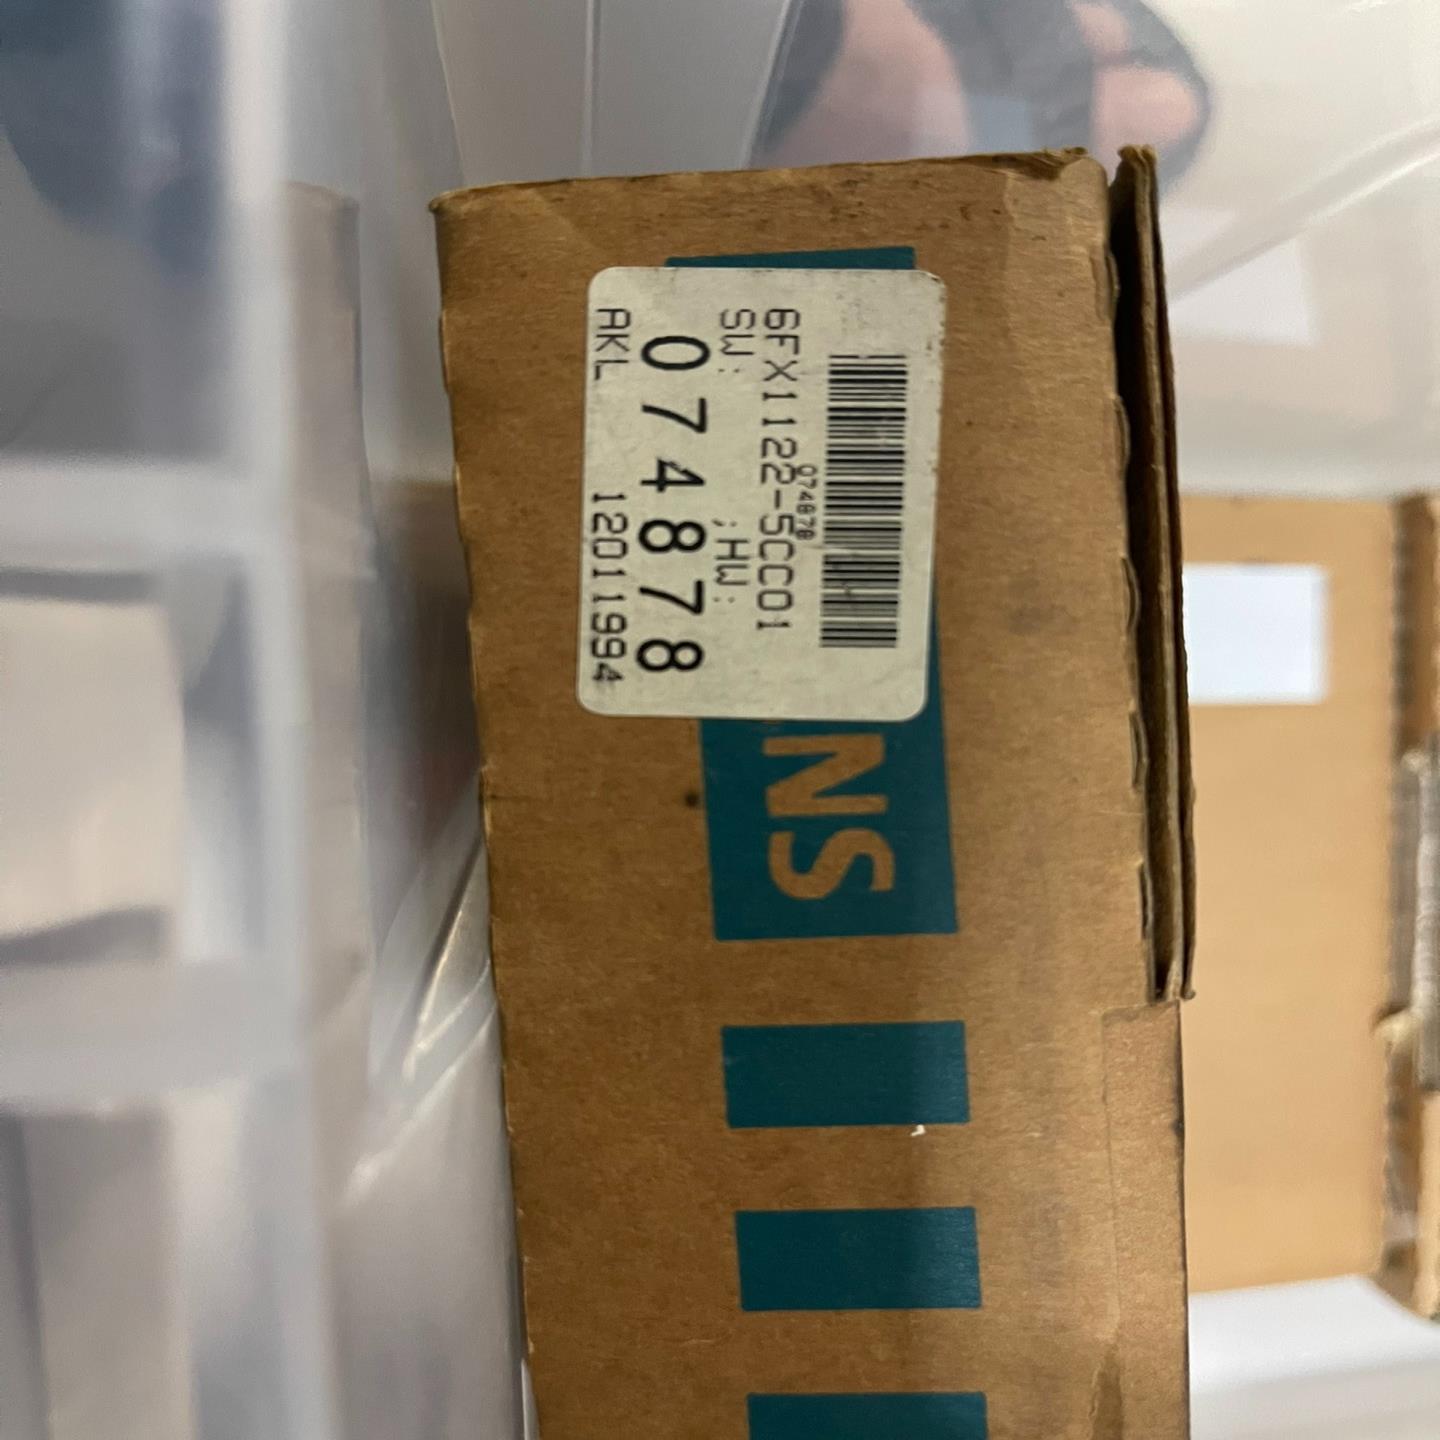 074878
6FX1122-5CC01
SW: ;HW:
074878
AKL 12011994
NS